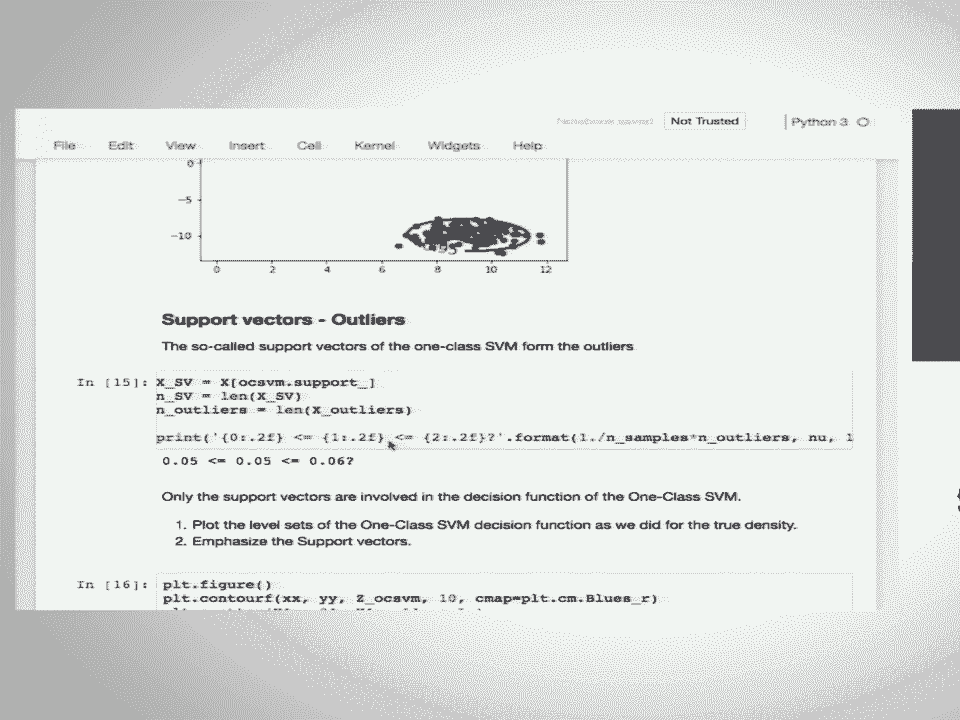 Not Trusted
Python 3
File Edit View Insert Cell Kernel Widgets Help
0
−5
−10
0 2 4 6 8 10 12
Support vectors - Outliers
The so-called support vectors of the one-class SVM form the outliers
In [15]: X_SV = X[ocsvm.support_]
n_SV = len(X_SV)
n_outliers = len(X_outliers)
print('{0:.2f} <= {1:.2f} <= {2:.2f}?'.format(1./n_samples*n_outliers, nu, 1
0.05 <= 0.05 <= 0.06?
Only the support vectors are involved in the decision function of the One-Class SVM.
1. Plot the level sets of the One-Class SVM decision function as we did for the true density.
2. Emphasize the Support vectors.
In [16]: plt.figure()
plt.contourf(xx, yy, Z_ocsvm, 10, cmap=plt.cm.Blues_r)